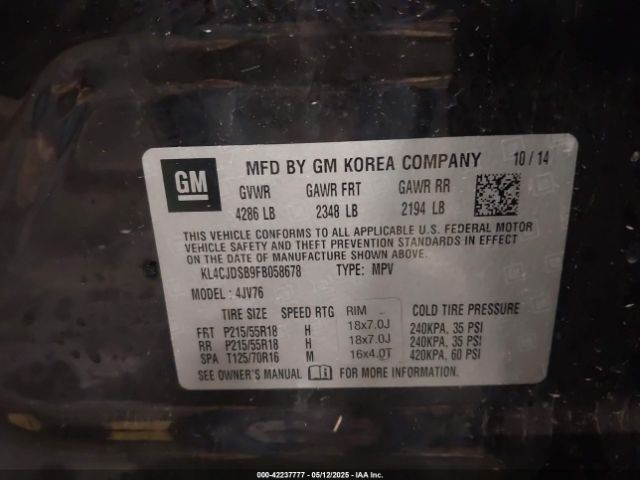 GM
MFD BY GM KOREA COMPANY 10/14
GVWR GAWR FRT GAWR RR
4286 LB 2348 LB 2194 LB
THIS VEHICLE CONFORMS TO ALL APPLICABLE U.S. FEDERAL MOTOR
VEHICLE SAFETY AND THEFT PREVENTION STANDARDS IN EFFECT
ON THE DATE OF MANUFACTURE SHOWN ABOVE.
KL4CJDSB9FB058678 TYPE: MPV
MODEL: 4JV76
TIRE SIZE SPEED RTG RIM COLD TIRE PRESSURE
FRT P215/55R18 H 18x7.0J 240KPA, 35 PSI
RR P215/55R18 H 18x7.0J 240KPA, 35 PSI
SPA T125/70R16 M 16x4.0T 420KPA, 60 PSI
SEE OWNER'S MANUAL FOR MORE INFORMATION.
000-42237777 - 05/12/2025 - IAA Inc.